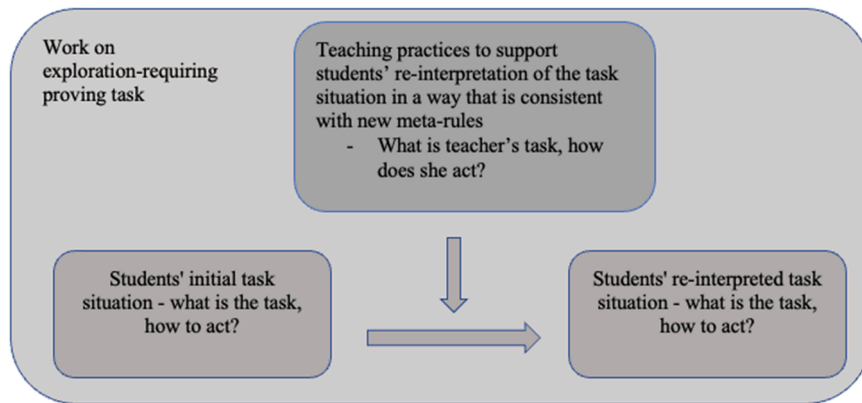 Work on
exploration-requiring
proving task
Teaching practices to support
students’ re-interpretation of the task
situation in a way that is consistent
with new meta-rules
- What is teacher’s task, how
does she act?
Students' initial task
situation - what is the task,
how to act?
Students' re-interpreted task
situation - what is the task,
how to act?